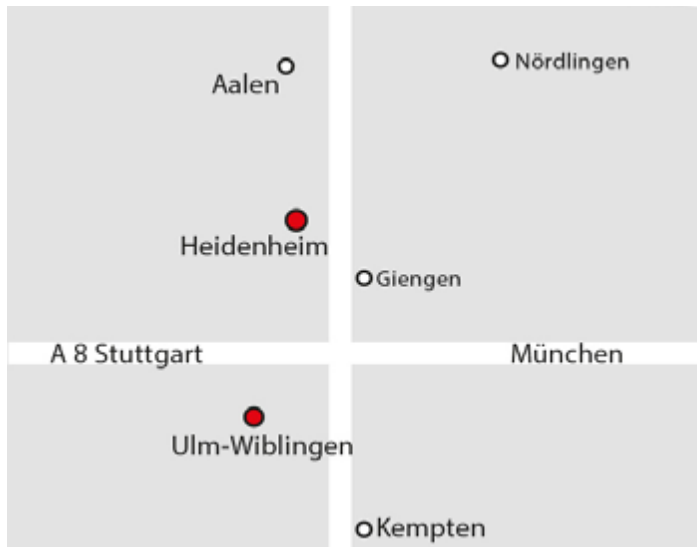 Nördlingen
Aalen
Heidenheim
Giengen
A 8 Stuttgart
München
Ulm-Wiblingen
Kempten